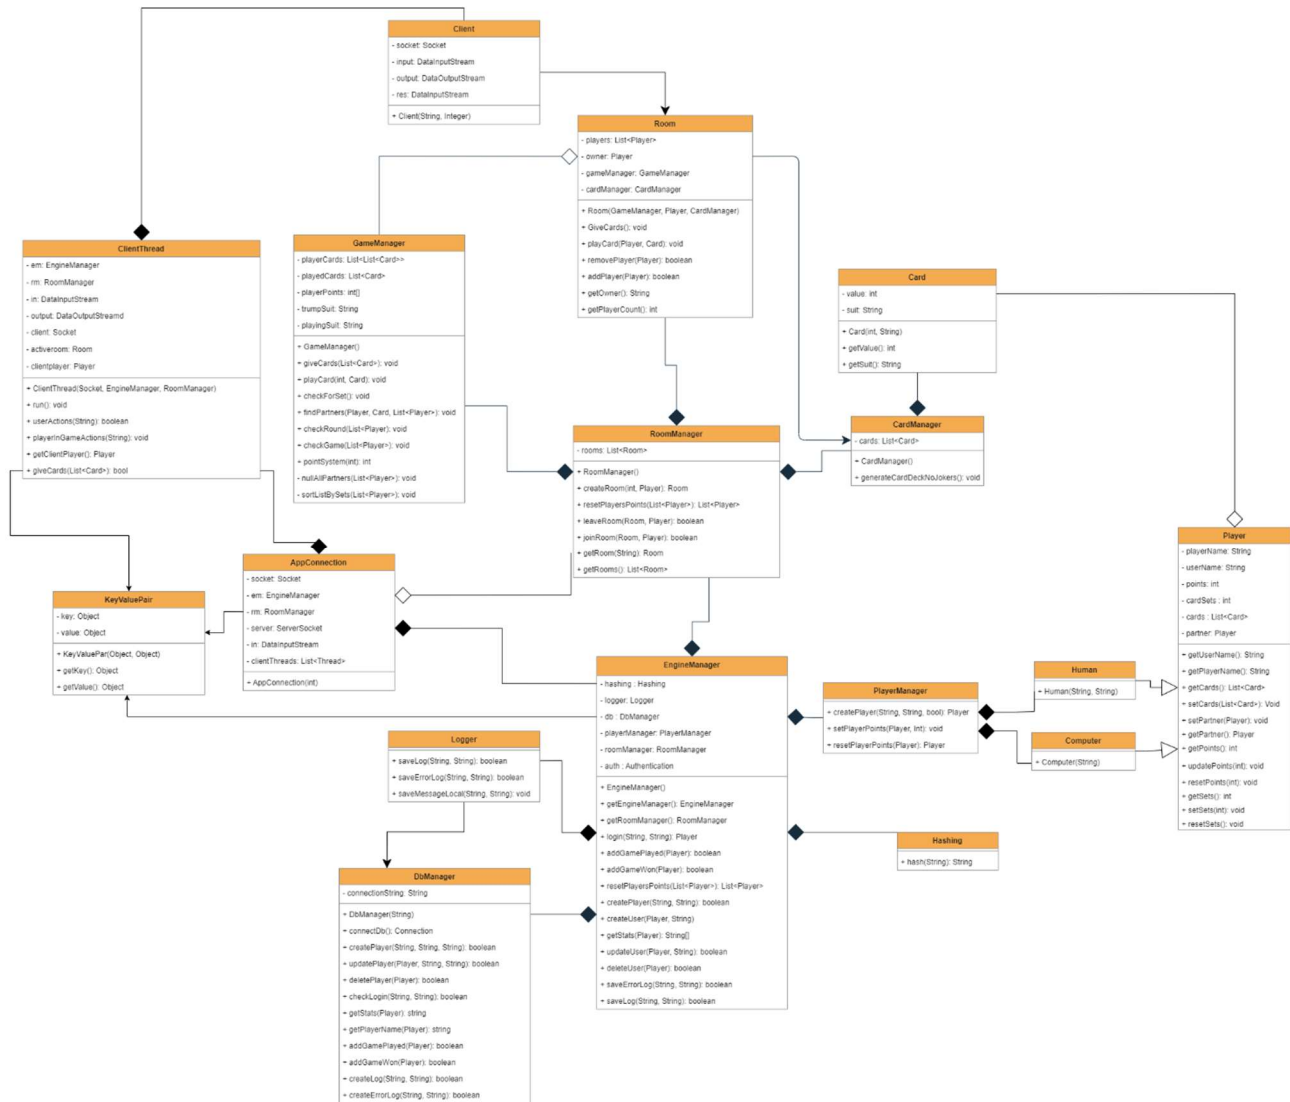 Client
- socket: Socket
- input: DataInputStream
- output: DataOutputStream
- res: DataInputStream
+ Client(String, Integer)
Room
- players: List<Player>
- owner: Player
- gameManager: GameManager
- cardManager: CardManager
+ Room(GameManager, Player, CardManager)
+ GiveCards(): void
+ playCard(Player, Card): void
+ removePlayer(Player): boolean
+ addPlayer(Player): boolean
+ getOwner(): String
+ getPlayerCount(): Int
ClientThread
- em: EngineManager
- rm: RoomManager
- in: DataInputStream
- output: DataOutputStreamd
- client: Socket
- activeroom: Room
- clientplayer: Player
+ ClientThread(Socket, EngineManager, RoomManager)
+ run(): void
+ userActions(String): boolean
+ playerInGameActions(String): void
+ getClientPlayer(): Player
+ giveCards(List<Card>): bool
GameManager
- playerCards: List<List<Card>>
- playedCards: List<Card>
- playerPoints: int[]
- trumpSuit: String
- playingSuit: String
+ GameManager()
+ giveCards(List<Card>): void
+ playCard(int, Card): void
+ checkForSet(): void
+ findPartners(Player, Card, List<Player>): void
+ checkRound(List<Player>): void
+ checkGame(List<Player>): void
+ pointSystem(int): int
- nullAllPartners(List<Player>): void
- sortListBySets(List<Player>): void
Card
- value: int
- suit: String
+ Card(int, String)
+ getValue(): int
+ getSuit(): String
CardManager
- cards: List<Card>
+ CardManager()
+ generateCardDeckNoJokers(): void
RoomManager
- rooms: List<Room>
+ RoomManager()
+ createRoom(int, Player): Room
+ resetPlayersPoints(List<Player>): List<Player>
+ leaveRoom(Room, Player): boolean
+ joinRoom(Room, Player): boolean
+ getRoom(String): Room
+ getRooms(): List<Room>
AppConnection
- socket: Socket
- em: EngineManager
- rm: RoomManager
- server: ServerSocket
- in: DataInputStream
- clientThreads: List<Thread>
+ AppConnection(int)
KeyValuePair
- key: Object
- value: Object
+ KeyValuePar(Object, Object)
+ getKey(): Object
+ getValue(): Object
Player
- playerName: String
- userName: String
- points: int
- cardSets : int
- cards : List<Card>
- partner: Player
+ getUserName(): String
+ getPlayerName(): String
+ getCards(): List<Card>
+ setCards(List<Card>): Void
+ setPartner(Player): void
+ getPartner(): Player
+ getPoints(): int
+ updatePoints(int): void
+ resetPoints(int): void
+ getSets(): int
+ setSets(int): void
+ resetSets(): void
Human
+ Human(String, String)
Computer
+ Computer(String)
PlayerManager
+ createPlayer(String, String, bool): Player
+ setPlayerPoints(Player, int): void
+ resetPlayerPoints(Player): Player
EngineManager
- hashing : Hashing
- logger: Logger
- db : DbManager
- playerManager: PlayerManager
- roomManager: RoomManager
- auth : Authentication
+ EngineManager()
+ getEngineManager(): EngineManager
+ getRoomManager(): RoomManager
+ login(String, String): Player
+ addGamePlayed(Player): boolean
+ addGameWon(Player): boolean
+ resetPlayersPoints(List<Player>): List<Player>
+ createPlayer(String, String): boolean
+ createUser(Player, String)
+ getStats(Player): String[]
+ updateUser(Player, String): boolean
+ deleteUser(Player): boolean
+ saveErrorLog(String, String): boolean
+ saveLog(String, String): boolean
Logger
+ saveLog(String, String): boolean
+ saveErrorLog(String, String): boolean
+ saveMessageLocal(String, String): void
Hashing
+ hash(String): String
DbManager
- connectionString: String
+ DbManager(String)
+ connectDb(): Connection
+ createPlayer(String, String, String): boolean
+ updatePlayer(Player, String, String): boolean
+ deletePlayer(Player): boolean
+ checkLogin(String, String): boolean
+ getStats(Player): string
+ getPlayerName(Player): string
+ addGamePlayed(Player): boolean
+ addGameWon(Player): boolean
+ createLog(String, String): boolean
+ createErrorLog(String, String): boolean